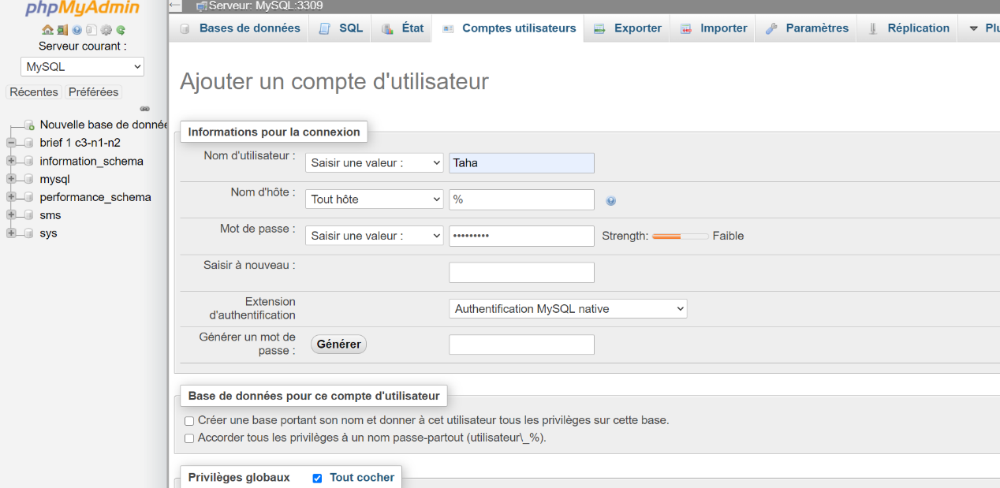 phpMyAdmin
Serveur courant :
MySQL
Récentes Préférées
Nouvelle base de donnée
brief 1 c3-n1-n2
information_schema
mysql
performance_schema
sms
sys
Serveur: MySQL:3309
Bases de données SQL État Comptes utilisateurs Exporter Importer Paramètres Réplication Plu
Ajouter un compte d'utilisateur
Informations pour la connexion
Nom d'utilisateur : Saisir une valeur : Taha
Nom d'hôte : Tout hôte %
Mot de passe : Saisir une valeur : ••••••••• Strength: Faible
Saisir à nouveau :
Extension
d'authentification
Authentification MySQL native
Générer un mot de
passe :
Générer
Base de données pour ce compte d'utilisateur
Créer une base portant son nom et donner à cet utilisateur tous les privilèges sur cette base.
Accorder tous les privilèges à un nom passe-partout (utilisateur\_%).
Privilèges globaux Tout cocher